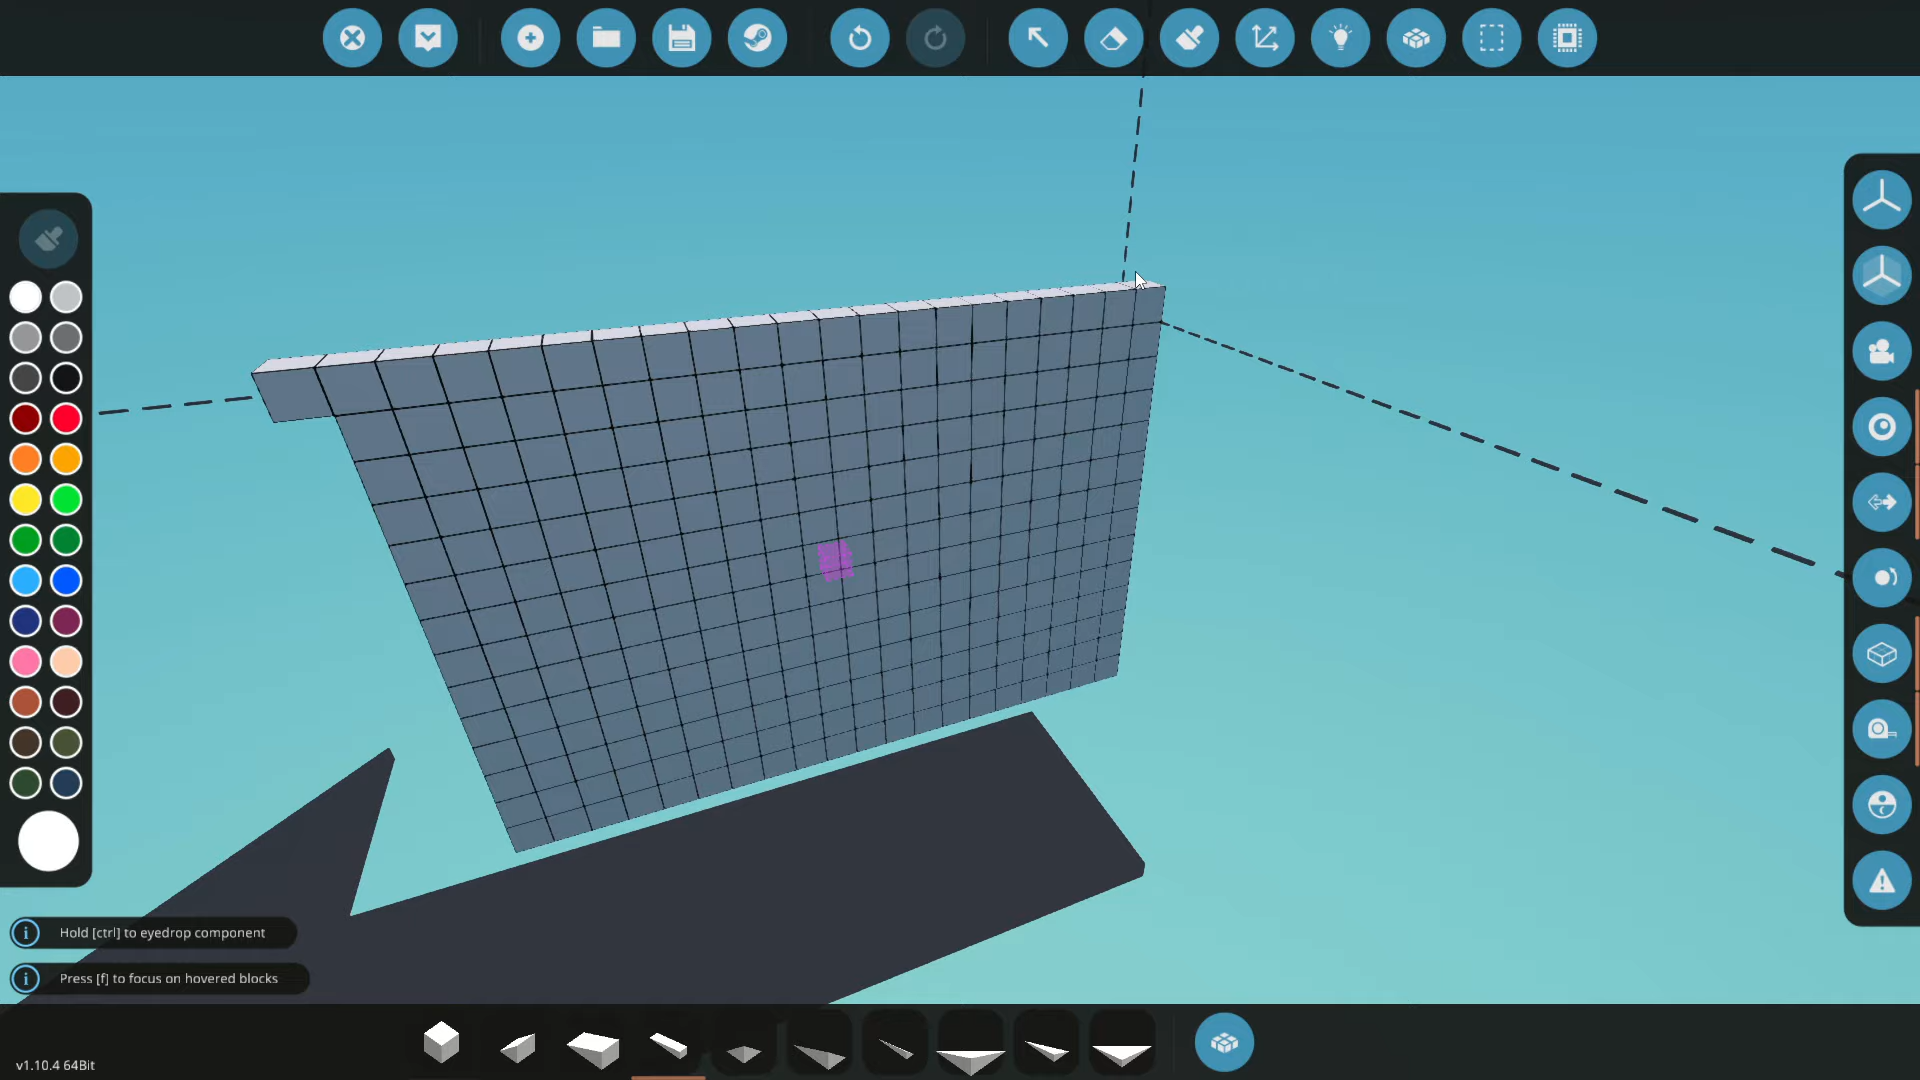 Hold [ctrl] to eyedrop component
Press [f] to focus on hovered blocks
v1.10.4 64Bit